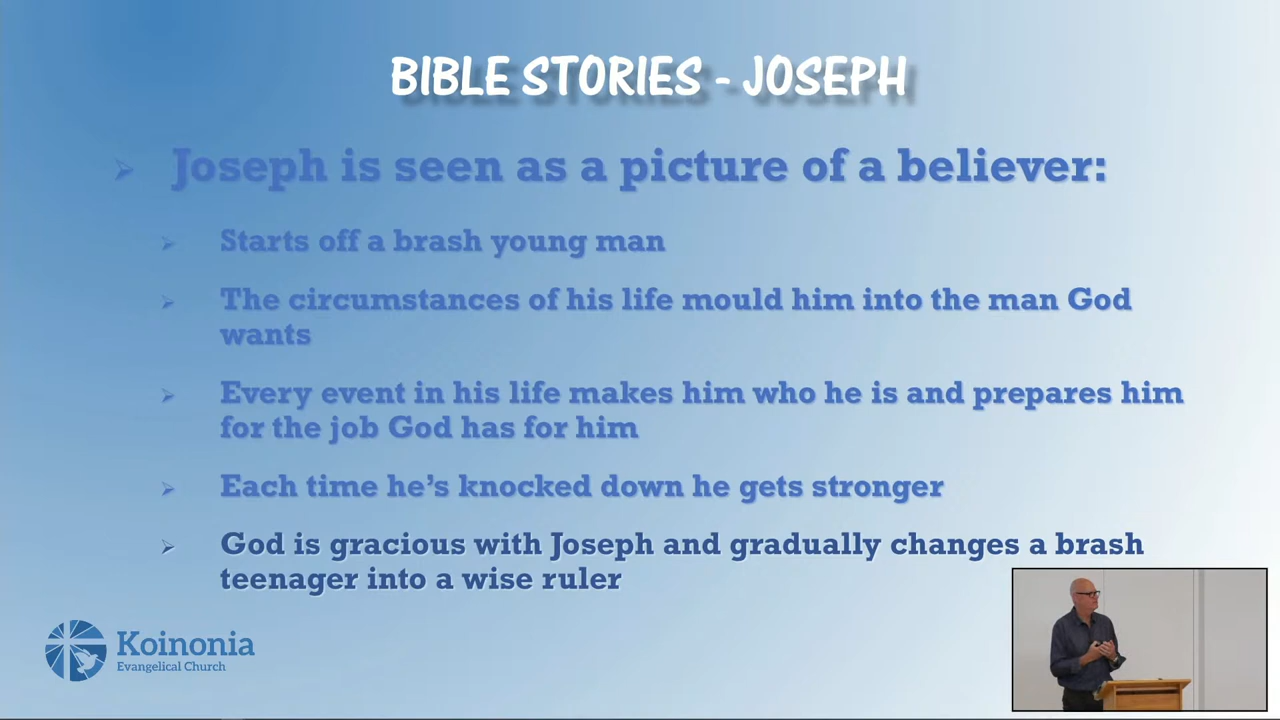 BIBLE STORIES - JOSEPH
Joseph is seen as a picture of a believer:
Starts off a brash young man
The circumstances of his life mould him into the man God
wants
Every event in his life makes him who he is and prepares him
for the job God has for him
Each time he's knocked down he gets stronger
God is gracious with Joseph and gradually changes a brash
teenager into a wise ruler
Koinonia
Evangelical Church